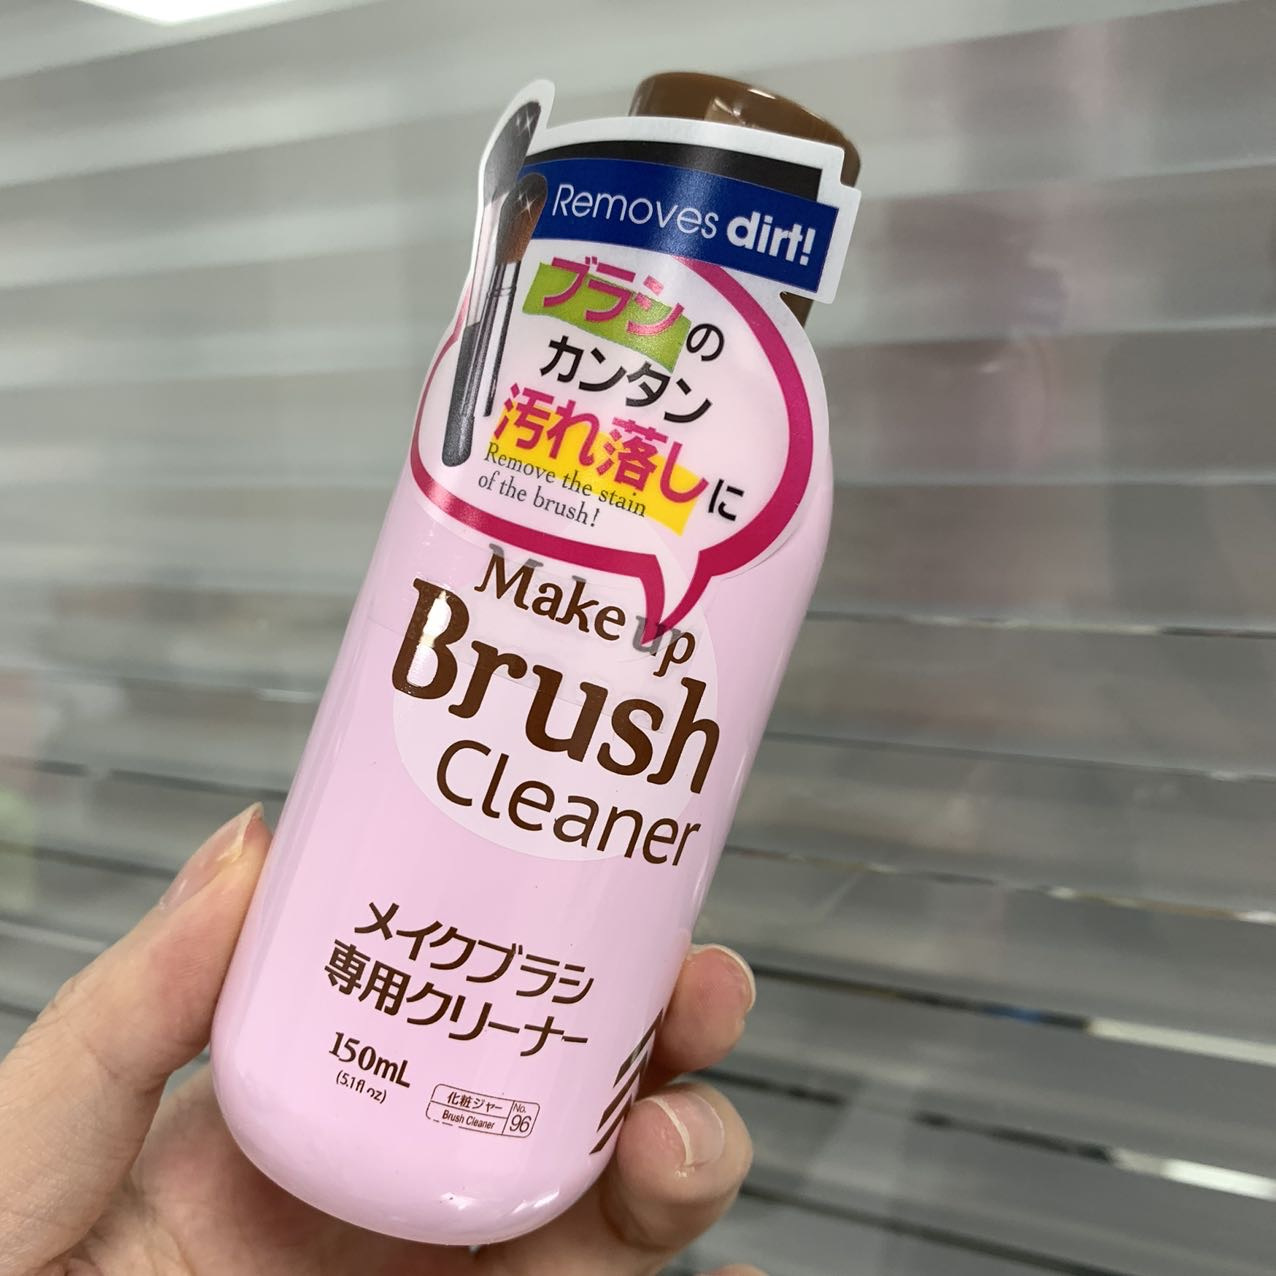 Removes dirt!
ブラシの
カンタン
汚れ落しに
Remove the stain
of the brush!
Make up
Brush
Cleaner
メイクブラシ
専用クリーナー
150mL
(5.1fl oz)
化粧ジャー
Brush Cleaner
No.
96